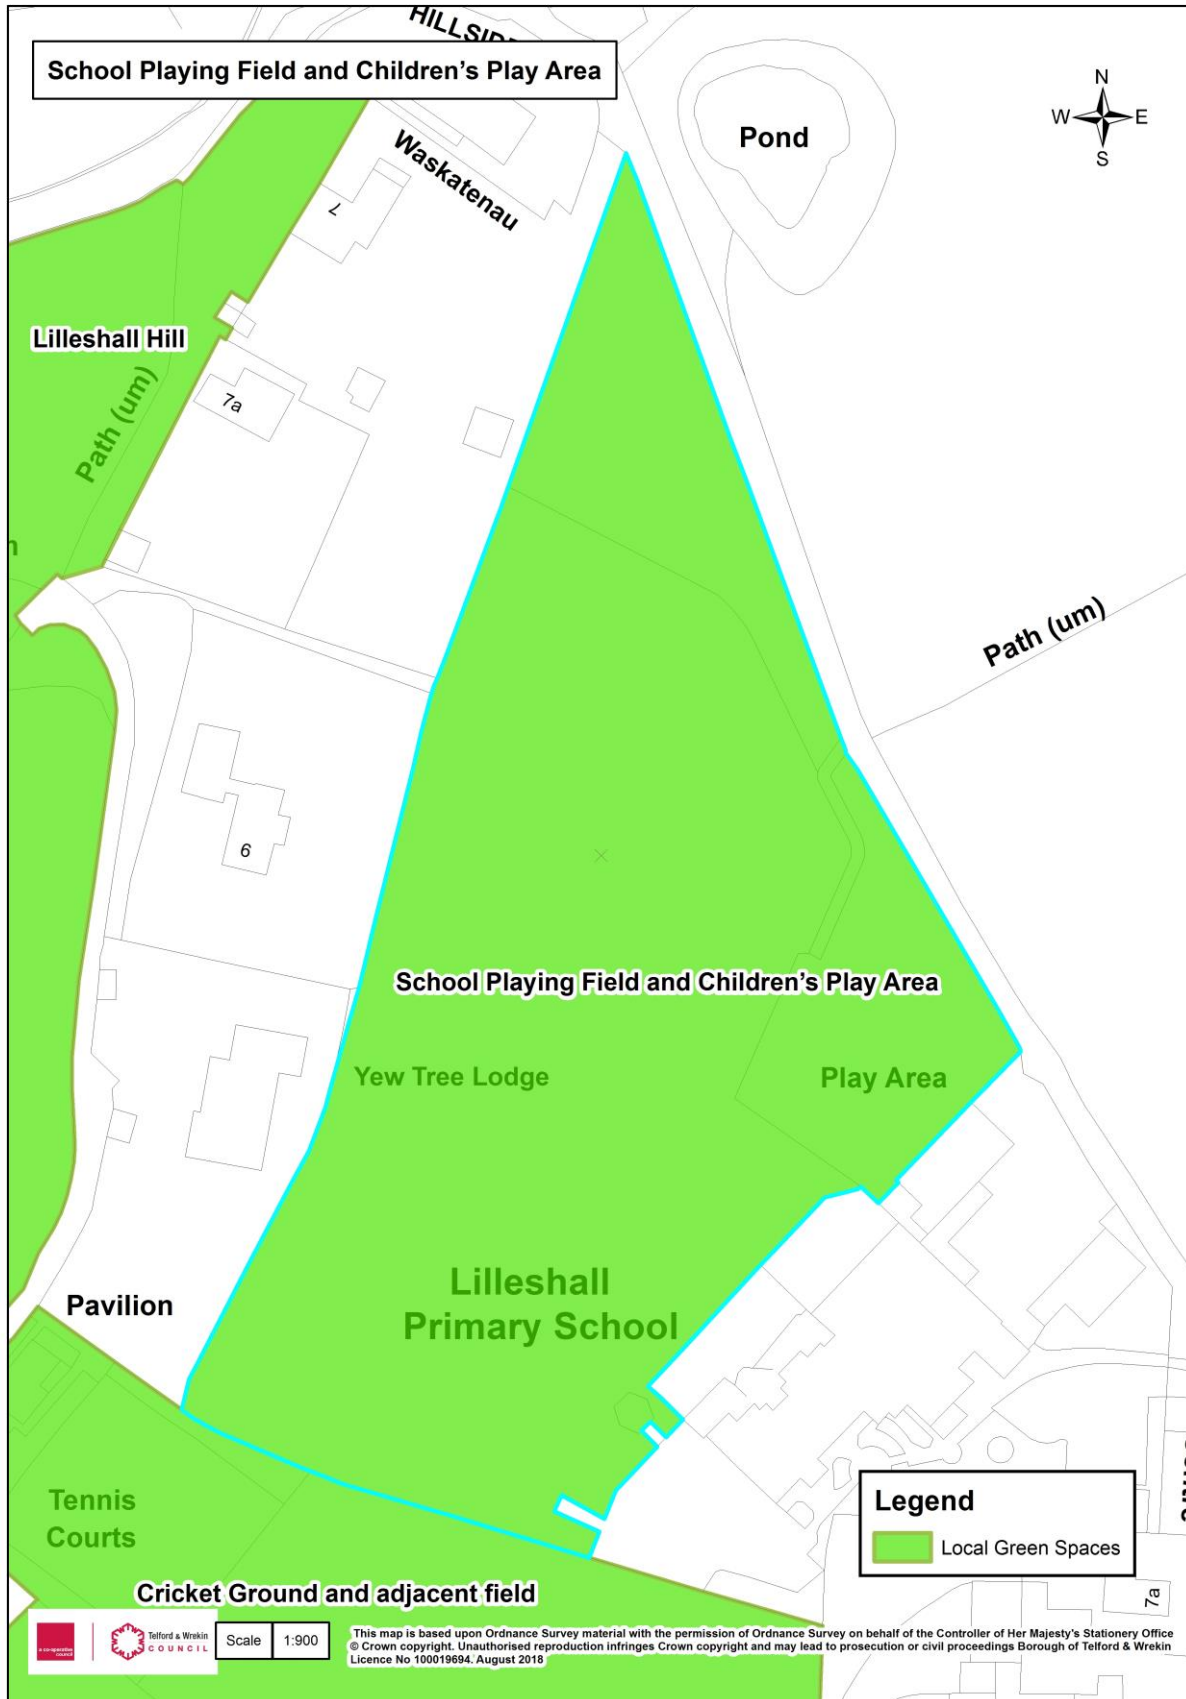 HILLSID
School Playing Field and Children's Play Area
N
W E
S
Pond
Waskatenau
7
Lilleshall Hill
7a
Path (um)
Path (um)
6
School Playing Field and Children's Play Area
Yew Tree Lodge
Play Area
Lilleshall
Primary School
Pavilion
Tennis
Courts
Legend
Local Green Spaces
Cricket Ground and adjacent field
7a
a co-operative
council
Telford & Wrekin
COUNCIL
Scale 1:900
This map is based upon Ordnance Survey material with the permission of Ordnance Survey on behalf of the Controller of Her Majesty's Stationery Office
© Crown copyright. Unauthorised reproduction infringes Crown copyright and may lead to prosecution or civil proceedings Borough of Telford & Wrekin
Licence No 100019694. August 2018